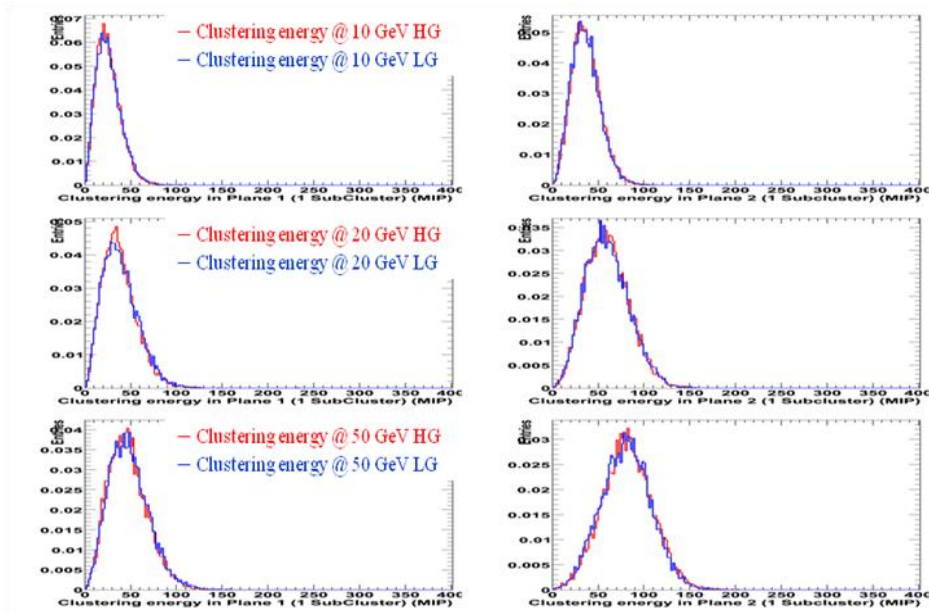 Entries
0.07
0.06
0.05
0.04
0.03
0.02
0.01
0
— Clustering energy @ 10 GeV HG
— Clustering energy @ 10 GeV LG
0 50 100 150 200 250 300 350 400
Clustering energy in Plane 1 (1 SubCluster) (MIP)
Entries
0.05
0.04
0.03
0.02
0.01
0
0 50 100 150 200 250 300 350 400
Clustering energy in Plane 2 (1 SubCluster) (MIP)
Entries
0.05
0.04
0.03
0.02
0.01
0
— Clustering energy @ 20 GeV HG
— Clustering energy @ 20 GeV LG
0 50 100 150 200 250 300 350 400
Clustering energy in Plane 1 (1 SubCluster) (MIP)
Entries
0.035
0.03
0.025
0.02
0.015
0.01
0.005
0
0 50 100 150 200 250 300 350 400
Clustering energy in Plane 2 (1 SubCluster) (MIP)
Entries
0.04
0.035
0.03
0.025
0.02
0.015
0.01
0.005
0
— Clustering energy @ 50 GeV HG
— Clustering energy @ 50 GeV LG
0 50 100 150 200 250 300 350 400
Clustering energy in Plane 1 (1 SubCluster) (MIP)
Entries
0.03
0.025
0.02
0.015
0.01
0.005
0
0 50 100 150 200 250 300 350 400
Clustering energy in Plane 2 (1 SubCluster) (MIP)